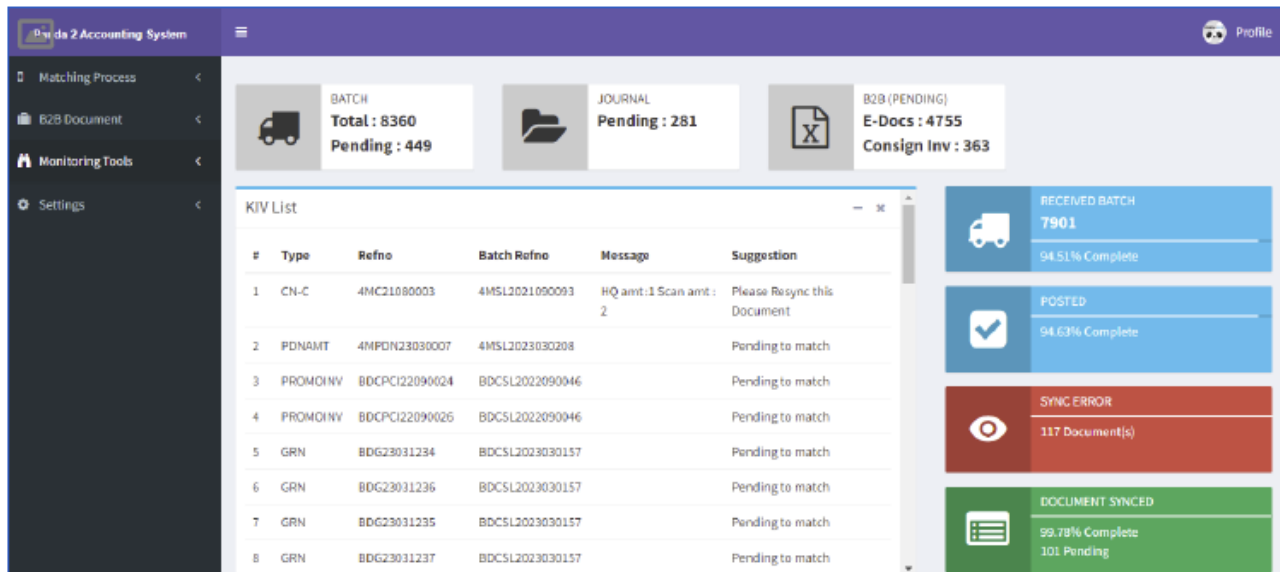 Panda 2 Accounting System
Profile
Matching Process
B2B Document
Monitoring Tools
Settings
BATCH
Total : 8360
Pending : 449
JOURNAL
Pending : 281
X
B2B (PENDING)
E-Docs : 4755
Consign Inv : 363
KIV List
# Type Refno Batch Refno Message Suggestion
1 CN-C 4MC21080003 4MSL2021090093 HQ amt :1 Scan amt : Please Resync this
2 Document
2 PDNAMT 4MPDN23030007 4MSL2023030208 Pending to match
3 PROMOINV BDCPCI22090024 BDCSL2022090046 Pending to match
4 PROMOINV BDCPCI22090026 BDCSL2022090046 Pending to match
5 GRN BDG23031234 BDCSL2023030157 Pending to match
6 GRN BDG23031236 BDCSL2023030157 Pending to match
7 GRN BDG23031235 BDCSL2023030157 Pending to match
8 GRN BDG23031237 BDCSL2023030157 Pending to match
RECEIVED BATCH
7901
94.51% Complete
POSTED
94.63% Complete
SYNC ERROR
117 Document(s)
DOCUMENT SYNCED
99.78% Complete
101 Pending